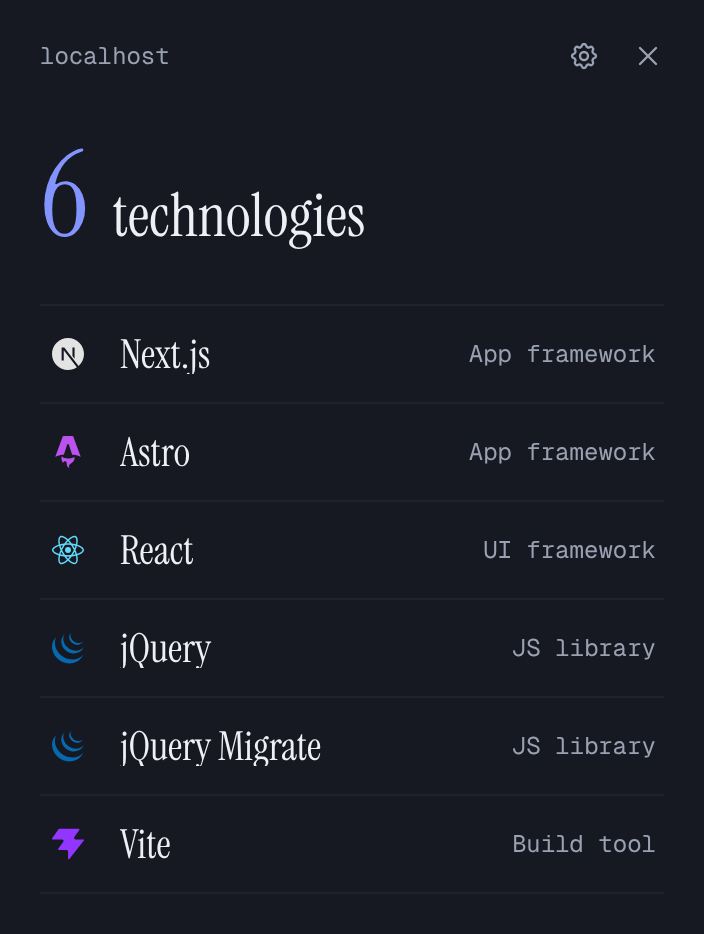 localhost
6 technologies
Next.js App framework
Astro App framework
React UI framework
jQuery JS library
jQuery Migrate JS library
Vite Build tool